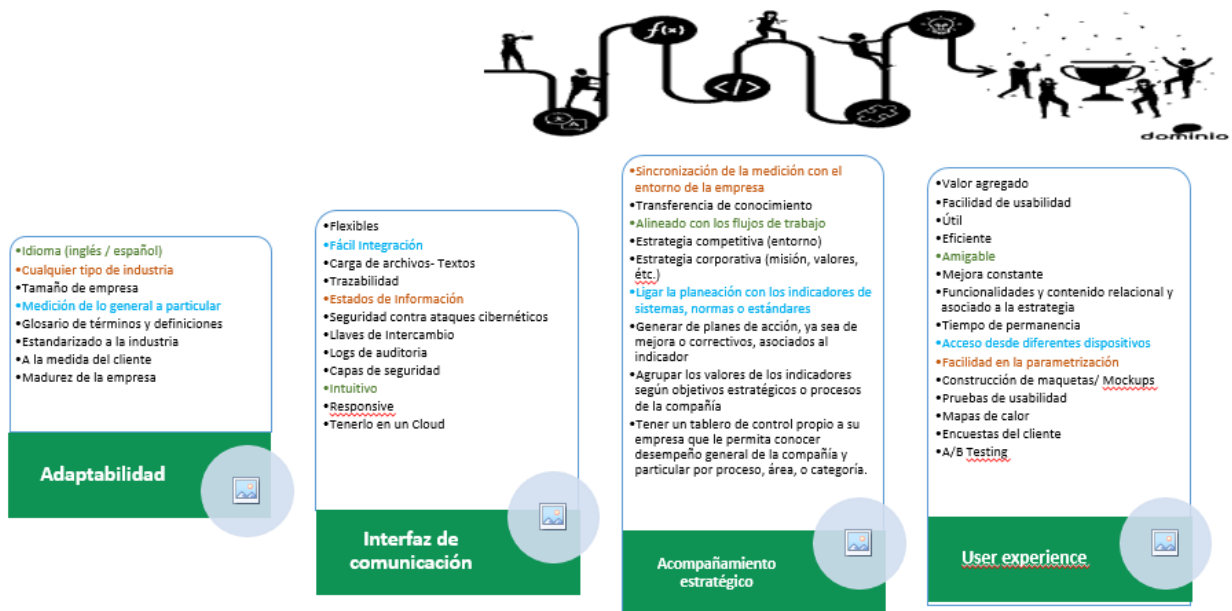 f(x)
</>
A
dominio
•Idioma (inglés / español)
•Cualquier tipo de industria
•Tamaño de empresa
•Medición de lo general a particular
•Glosario de términos y definiciones
•Estandarizado a la industria
•A la medida del cliente
•Madurez de la empresa
Adaptabilidad
•Flexibles
•Fácil Integración
•Carga de archivos- Textos
•Trazabilidad
•Estados de Información
•Seguridad contra ataques cibernéticos
•Llaves de Intercambio
•Logs de auditoria
•Capas de seguridad
•Intuitivo
•Responsive
•Tenerlo en un Cloud
Interfaz de
comunicación
•Sincronización de la medición con el
entorno de la empresa
•Transferencia de conocimiento
•Alineado con los flujos de trabajo
•Estrategia competitiva (entorno)
•Estrategia corporativa (misión, valores,
étc.)
•Ligar la planeación con los indicadores de
sistemas, normas o estándares
•Generar de planes de acción, ya sea de
mejora o correctivos, asociados al
indicador
•Agrupar los valores de los indicadores
según objetivos estratégicos o procesos
de la compañía
•Tener un tablero de control propio a su
empresa que le permita conocer
desempeño general de la compañía y
particular por proceso, área, o categoría.
Acompañamiento
estratégico
•Valor agregado
•Facilidad de usabilidad
•Útil
•Eficiente
•Amigable
•Mejora constante
•Funcionalidades y contenido relacional y
asociado a la estrategia
•Tiempo de permanencia
•Acceso desde diferentes dispositivos
•Facilidad en la parametrización
•Construcción de maquetas/ Mockups
•Pruebas de usabilidad
•Mapas de calor
•Encuestas del cliente
•A/B Testing
User experience